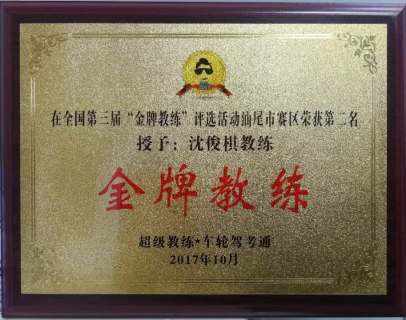 在全国第三届“金牌教练”评选活动汕尾市赛区荣获第二名
授予：沈俊棋教练
金牌教练
超级教练*车轮驾考通
2017年10月